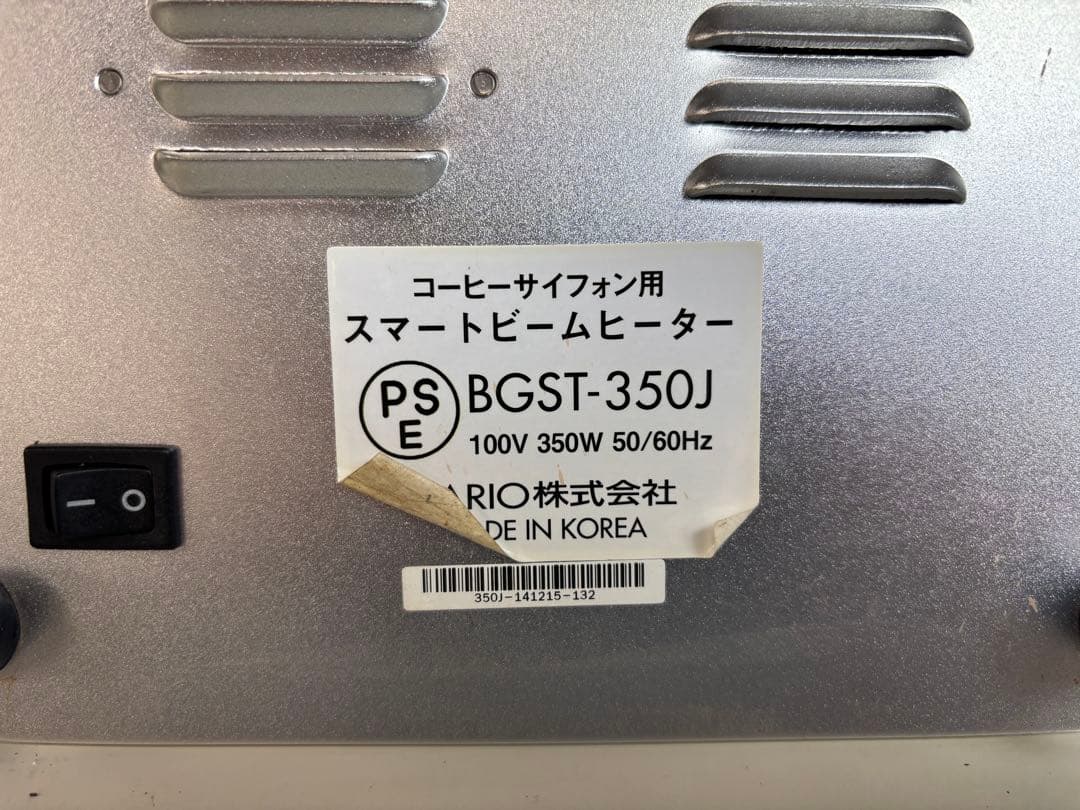 コーヒーサイフォン用
スマートビームヒーター
PS
E
BGST-350J
100V 350W 50/60Hz
ARIO株式会社
DE IN KOREA
350J-141215-132